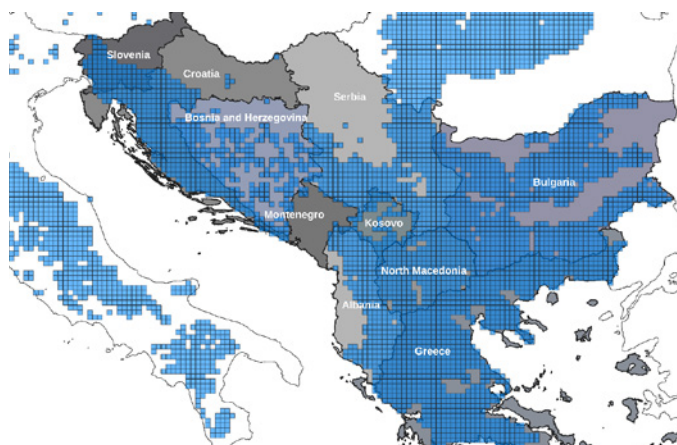 Slovenia
Croatia
Serbia
Bosnia and Herzegovina
Bulgaria
Montenegro
Kosovo
North Macedonia
Albania
Greece